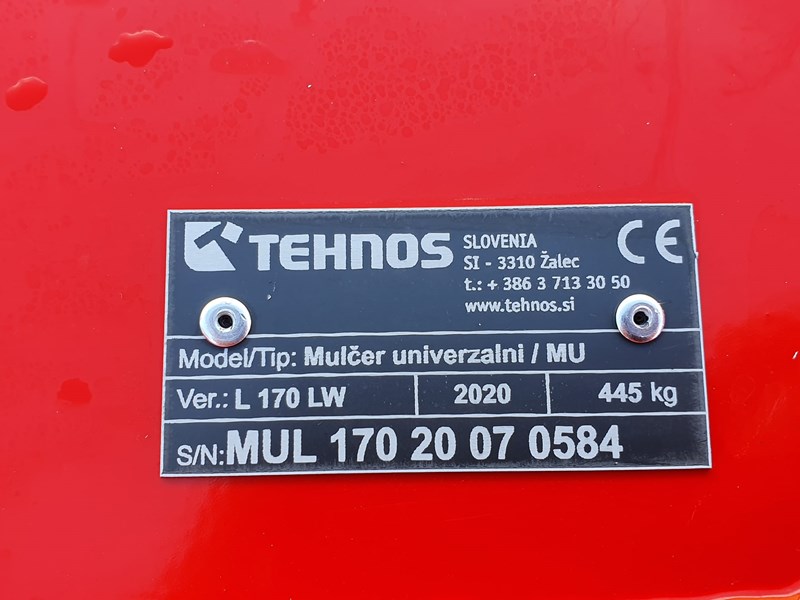 TEHNOS
SLOVENIA
SI - 3310 Žalec
t.: + 386 3 713 30 50
www.tehnos.si
CE
Model/Tip: Mulčer univerzalni / MU
Ver.: L 170 LW 2020 445 kg
S/N:MUL 170 20 07 0584